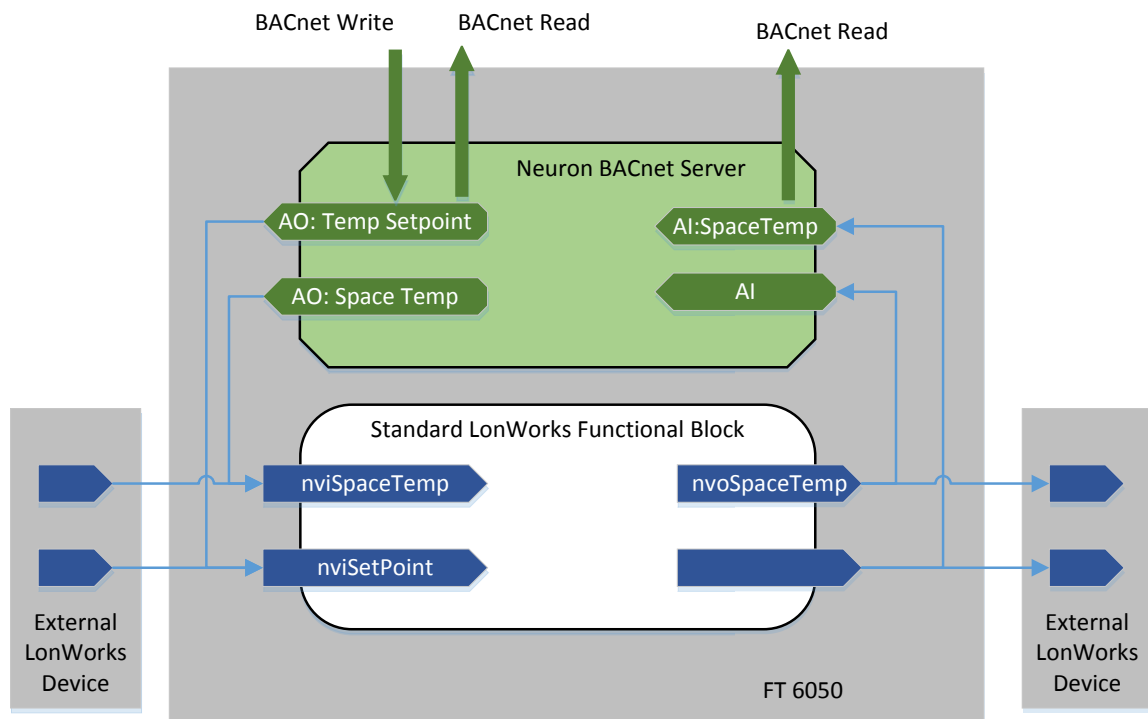 BACnet Write
BACnet Read
BACnet Read
Neuron BACnet Server
AO: Temp Setpoint
AI:SpaceTemp
AO: Space Temp
AI
Standard LonWorks Functional Block
nviSpaceTemp
nvoSpaceTemp
nviSetPoint
External
LonWorks
Device
External
LonWorks
Device
FT 6050